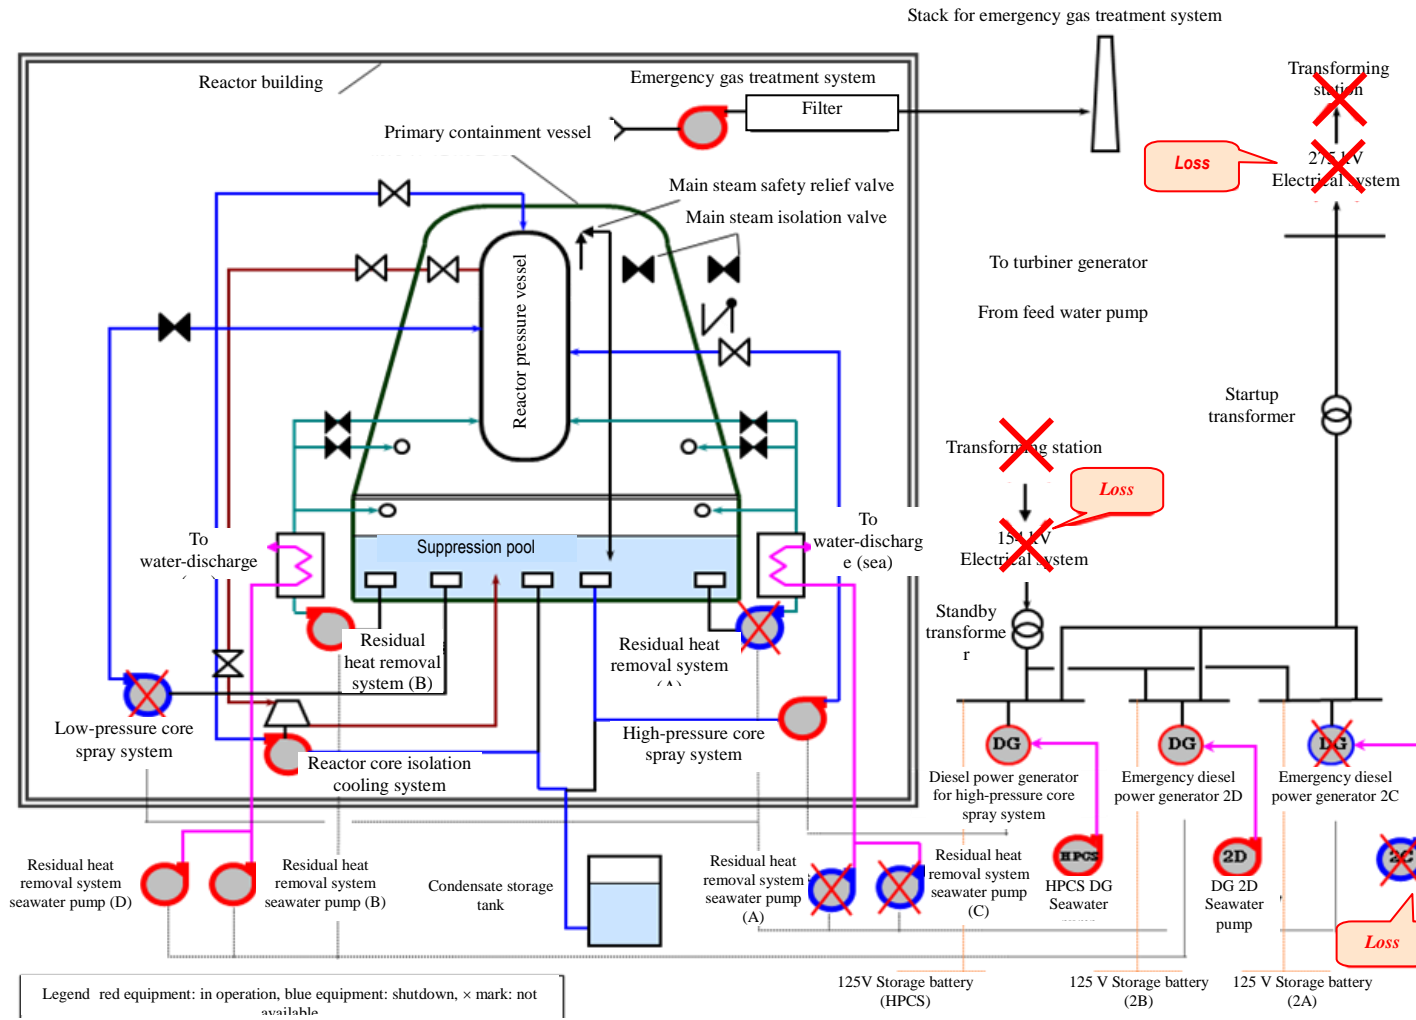 Stack for emergency gas treatment system
Reactor building
Emergency gas treatment system
Filter
Transforming
station
Primary containment vessel
Loss
275 kV
Electrical system
Main steam safety relief valve
Main steam isolation valve
To turbiner generator
From feed water pump
Reactor pressure vessel
Startup
transformer
Transforming station
Loss
154 kV
Electrical system
To
water-discharge
Suppression pool
To
water-discharg
e (sea)
Standby
transforme
r
Residual
heat removal
system (B)
Residual heat
removal system
(A)
Low-pressure core
spray system
Reactor core isolation
cooling system
High-pressure core
spray system
DG
DG
DG
Diesel power generator
for high-pressure core
spray system
Emergency diesel
power generator 2D
Emergency diesel
power generator 2C
Residual heat
removal system
seawater pump (D)
Residual heat
removal system
seawater pump (B)
Condensate storage
tank
Residual heat
removal system
seawater pump
(A)
Residual heat
removal system
seawater pump
(C)
HPCS
2D
2C
HPCS DG
Seawater
DG 2D
Seawater
pump
Loss
125V Storage battery
(HPCS)
125 V Storage battery
(2B)
125 V Storage battery
(2A)
Legend red equipment: in operation, blue equipment: shutdown, × mark: not
available